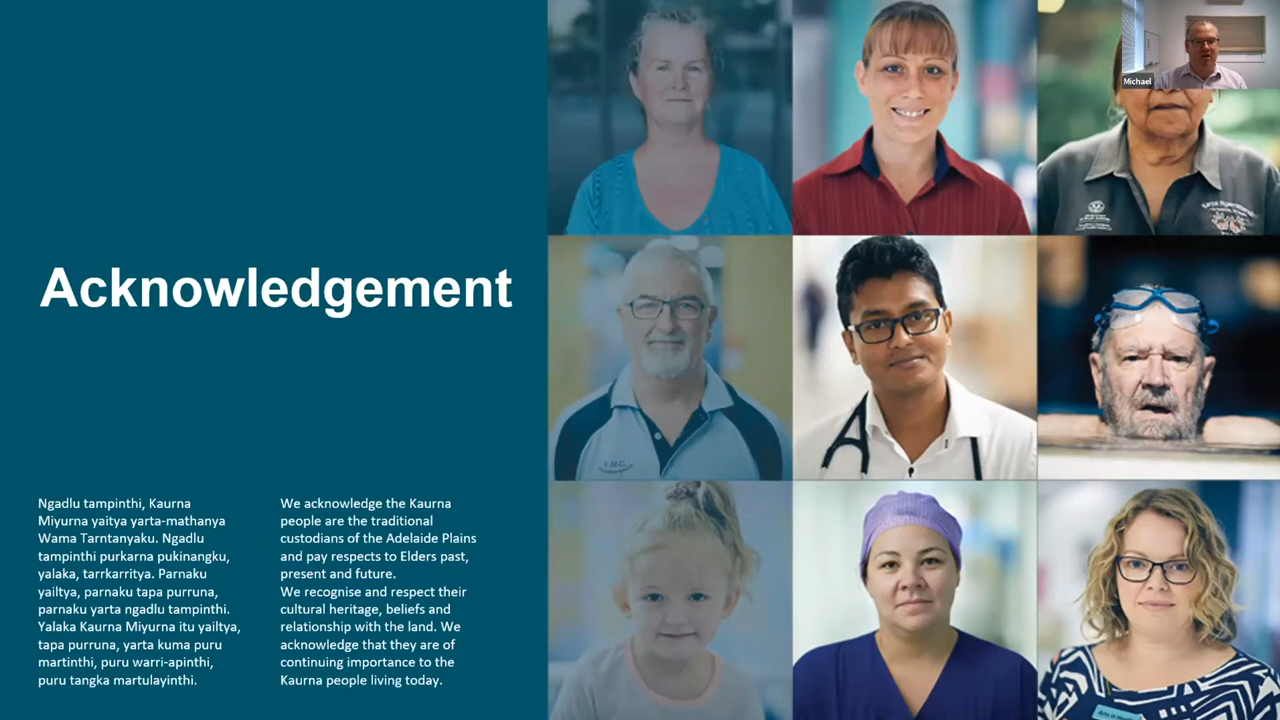 Michael
Acknowledgement
Ngadlu tampinthi, Kaurna
Miyurna yaitya yarta-mathanya
Wama Tarntanyaku. Ngadlu
tampinthi purkarna pukinangku,
yalaka, tarrkarritya. Parnaku
yailtya, parnaku tapa purruna,
parnaku yarta ngadlu tampinthi.
Yalaka Kaurna Miyurna itu yailtya,
tapa purruna, yarta kuma puru
martinthi, puru warri-apinthi,
puru tangka martulayinthi.
We acknowledge the Kaurna
people are the traditional
custodians of the Adelaide Plains
and pay respects to Elders past,
present and future.
We recognise and respect their
cultural heritage, beliefs and
relationship with the land. We
acknowledge that they are of
continuing importance to the
Kaurna people living today.
F.M.C.